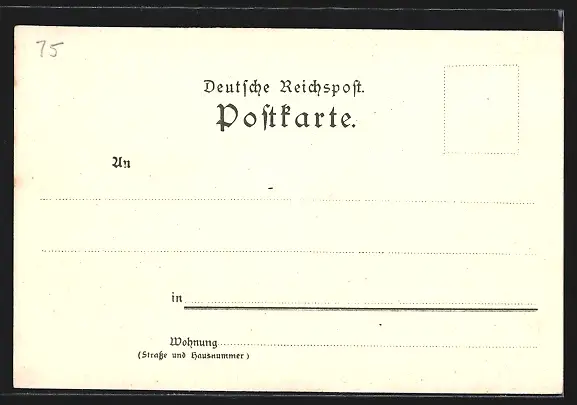 75
Deutſche Reichspoſt.
Poſtkarte.
An
in
Wohnung
(Straße und Hausnummer)